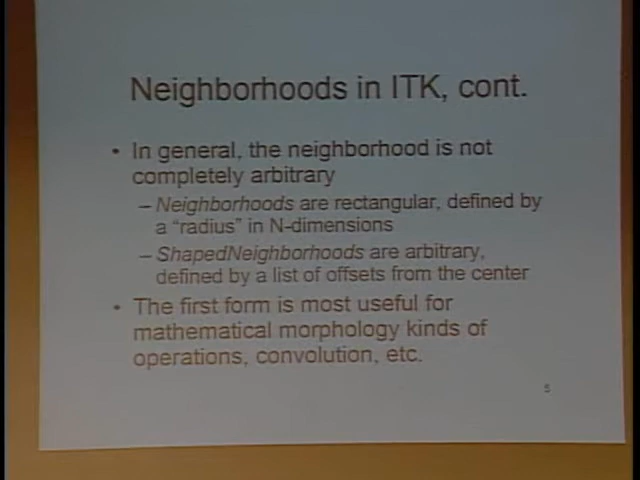 Neighborhoods in ITK, cont.
• In general, the neighborhood is not
completely arbitrary
– Neighborhoods are rectangular, defined by
a "radius" in N-dimensions
– ShapedNeighborhoods are arbitrary,
defined by a list of offsets from the center
• The first form is most useful for
mathematical morphology kinds of
operations, convolution, etc.
5